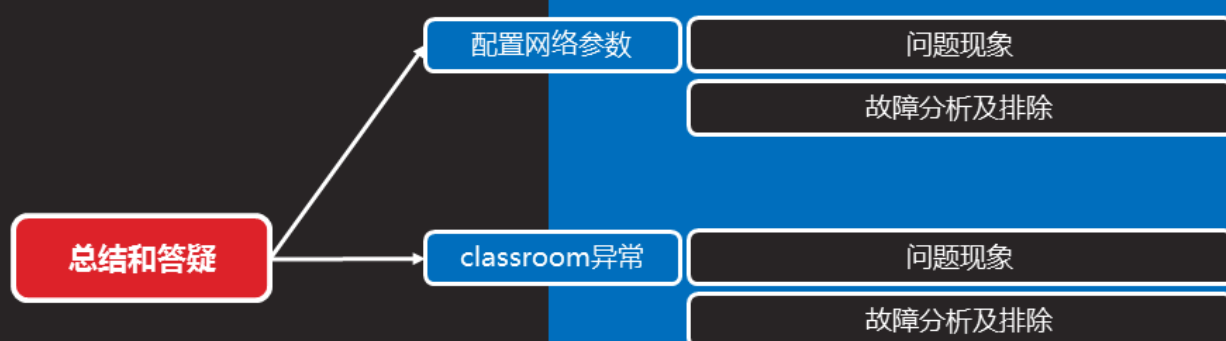 配置网络参数
问题现象
故障分析及排除
总结和答疑
classroom异常
问题现象
故障分析及排除